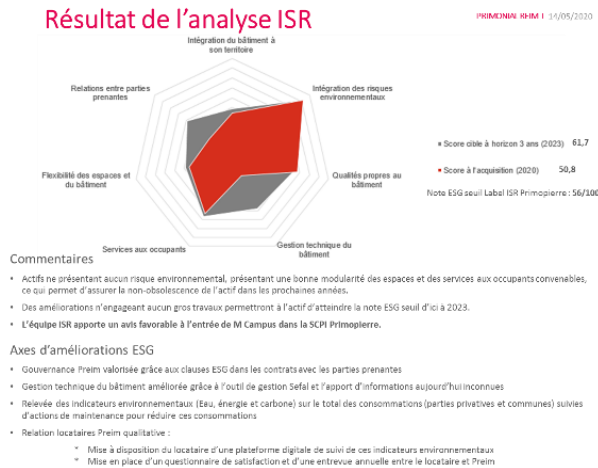 Résultat de l'analyse ISR
PRIMONIAL REIM I 14/05/2020
Intégration du bâtiment à
son territoire
Relations entre parties
prenantes
Intégration des risques
environnementaux
Score cible à horizon 3 ans (2023) 61,7
Score à l'acquisition (2020) 50,8
Flexibilité des espaces et
du bâtiment
Qualités propres au
bâtiment
Note ESG seuil Label ISR Primopierre : 56/100
Services aux occupants
Gestion technique du
bâtiment
Commentaires
• Actifs ne présentant aucun risque environnemental, présentant une bonne modularité des espaces et des services aux occupants convenables,
ce qui permet d'assurer la non-obsolescence de l'actif dans les prochaines années.
• Des améliorations n'engageant aucun gros travaux permettront à l'actif d'atteindre la note ESG seuil d'ici à 2023.
• L'équipe ISR apporte un avis favorable à l'entrée de M Campus dans la SCPI Primopierre.
Axes d'améliorations ESG
• Gouvernance Preim valorisée grâce aux clauses ESG dans les contrats avec les parties prenantes
• Gestion technique du bâtiment améliorée grâce à l'outil de gestion Sefal et l'apport d'informations aujourd'hui inconnues
• Relevée des indicateurs environnementaux (Eau, énergie et carbone) sur le total des consommations (parties privatives et communes) suivies
d'actions de maintenance pour réduire ces consommations
• Relation locataires Preim qualitative :
* Mise à disposition du locataire d'une plateforme digitale de suivi de ces indicateurs environnementaux
* Mise en place d'un questionnaire de satisfaction et d'une entrevue annuelle entre le locataire et Preim